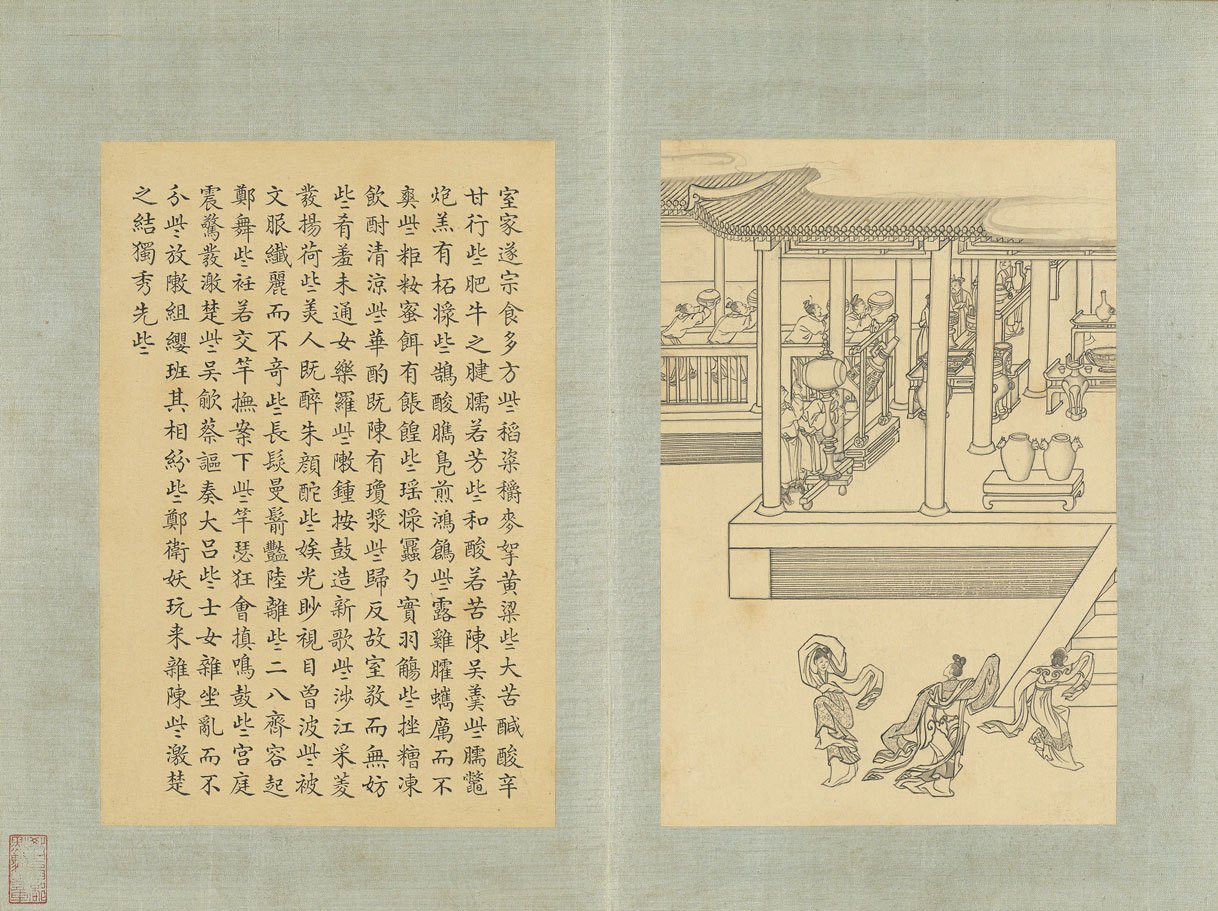 室家遂宗食多方些稻粢穱麥挐黃粱些大苦鹹酸辛
甘行些肥牛之腱臑若芳些和酸若苦陳吳羹些臑鼈
炮羔有柘漿些鵠酸臇鳧煎鴻鶬些露雞臛蠵厲而不
爽些粔籹蜜餌有餦餭些瑤漿蠠勺實羽觴些挫糟凍
飲酎清涼些華酌既陳有瓊漿些歸反故室敬而無妨
些肴羞未通女樂羅些敶鍾按鼓造新歌些涉江采菱
發揚荷些美人既醉朱顏酡些娭光眇視目曾波些被
文服纖麗而不奇些長髮曼鬋豔陸離些二八齊容起
鄭舞些衽若交竿撫案下些竽瑟狂會搷鳴鼓些宮庭
震驚發激楚些吳歈蔡謳奏大呂些士女雜坐亂而不
分些放敶組纓班其相紛些鄭衛妖玩來雜陳些激楚
之結獨秀先些